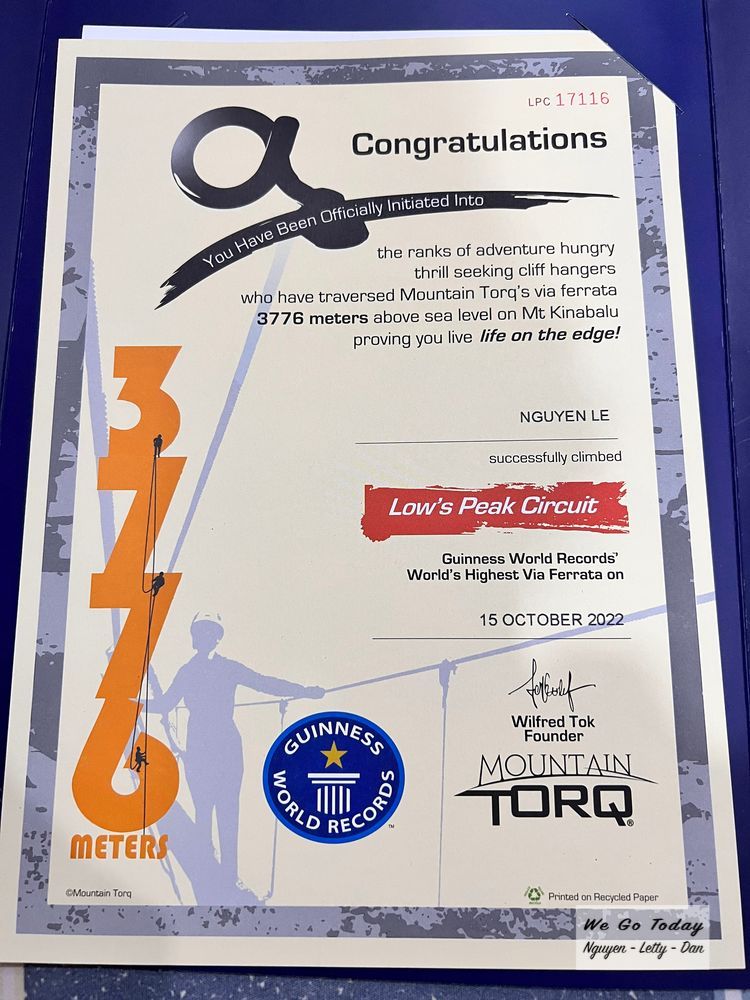 LPC 17116
Congratulations
You Have Been Officially Initiated Into
the ranks of adventure hungry
thrill seeking cliff hangers
who have traversed Mountain Torq's via ferrata
3776 meters above sea level on Mt Kinabalu
proving you live life on the edge!
NGUYEN LE
successfully climbed
Low's Peak Circuit
Guinness World Records'
World's Highest Via Ferrata on
15 OCTOBER 2022
Wilfred Tok
Founder
MOUNTAIN
TORQ®
3776
METERS
GUINNESS
WORLD RECORDS
TM
©Mountain Torq
Printed on Recycled Paper
We Go Today
Nguyen - Letty - Dan